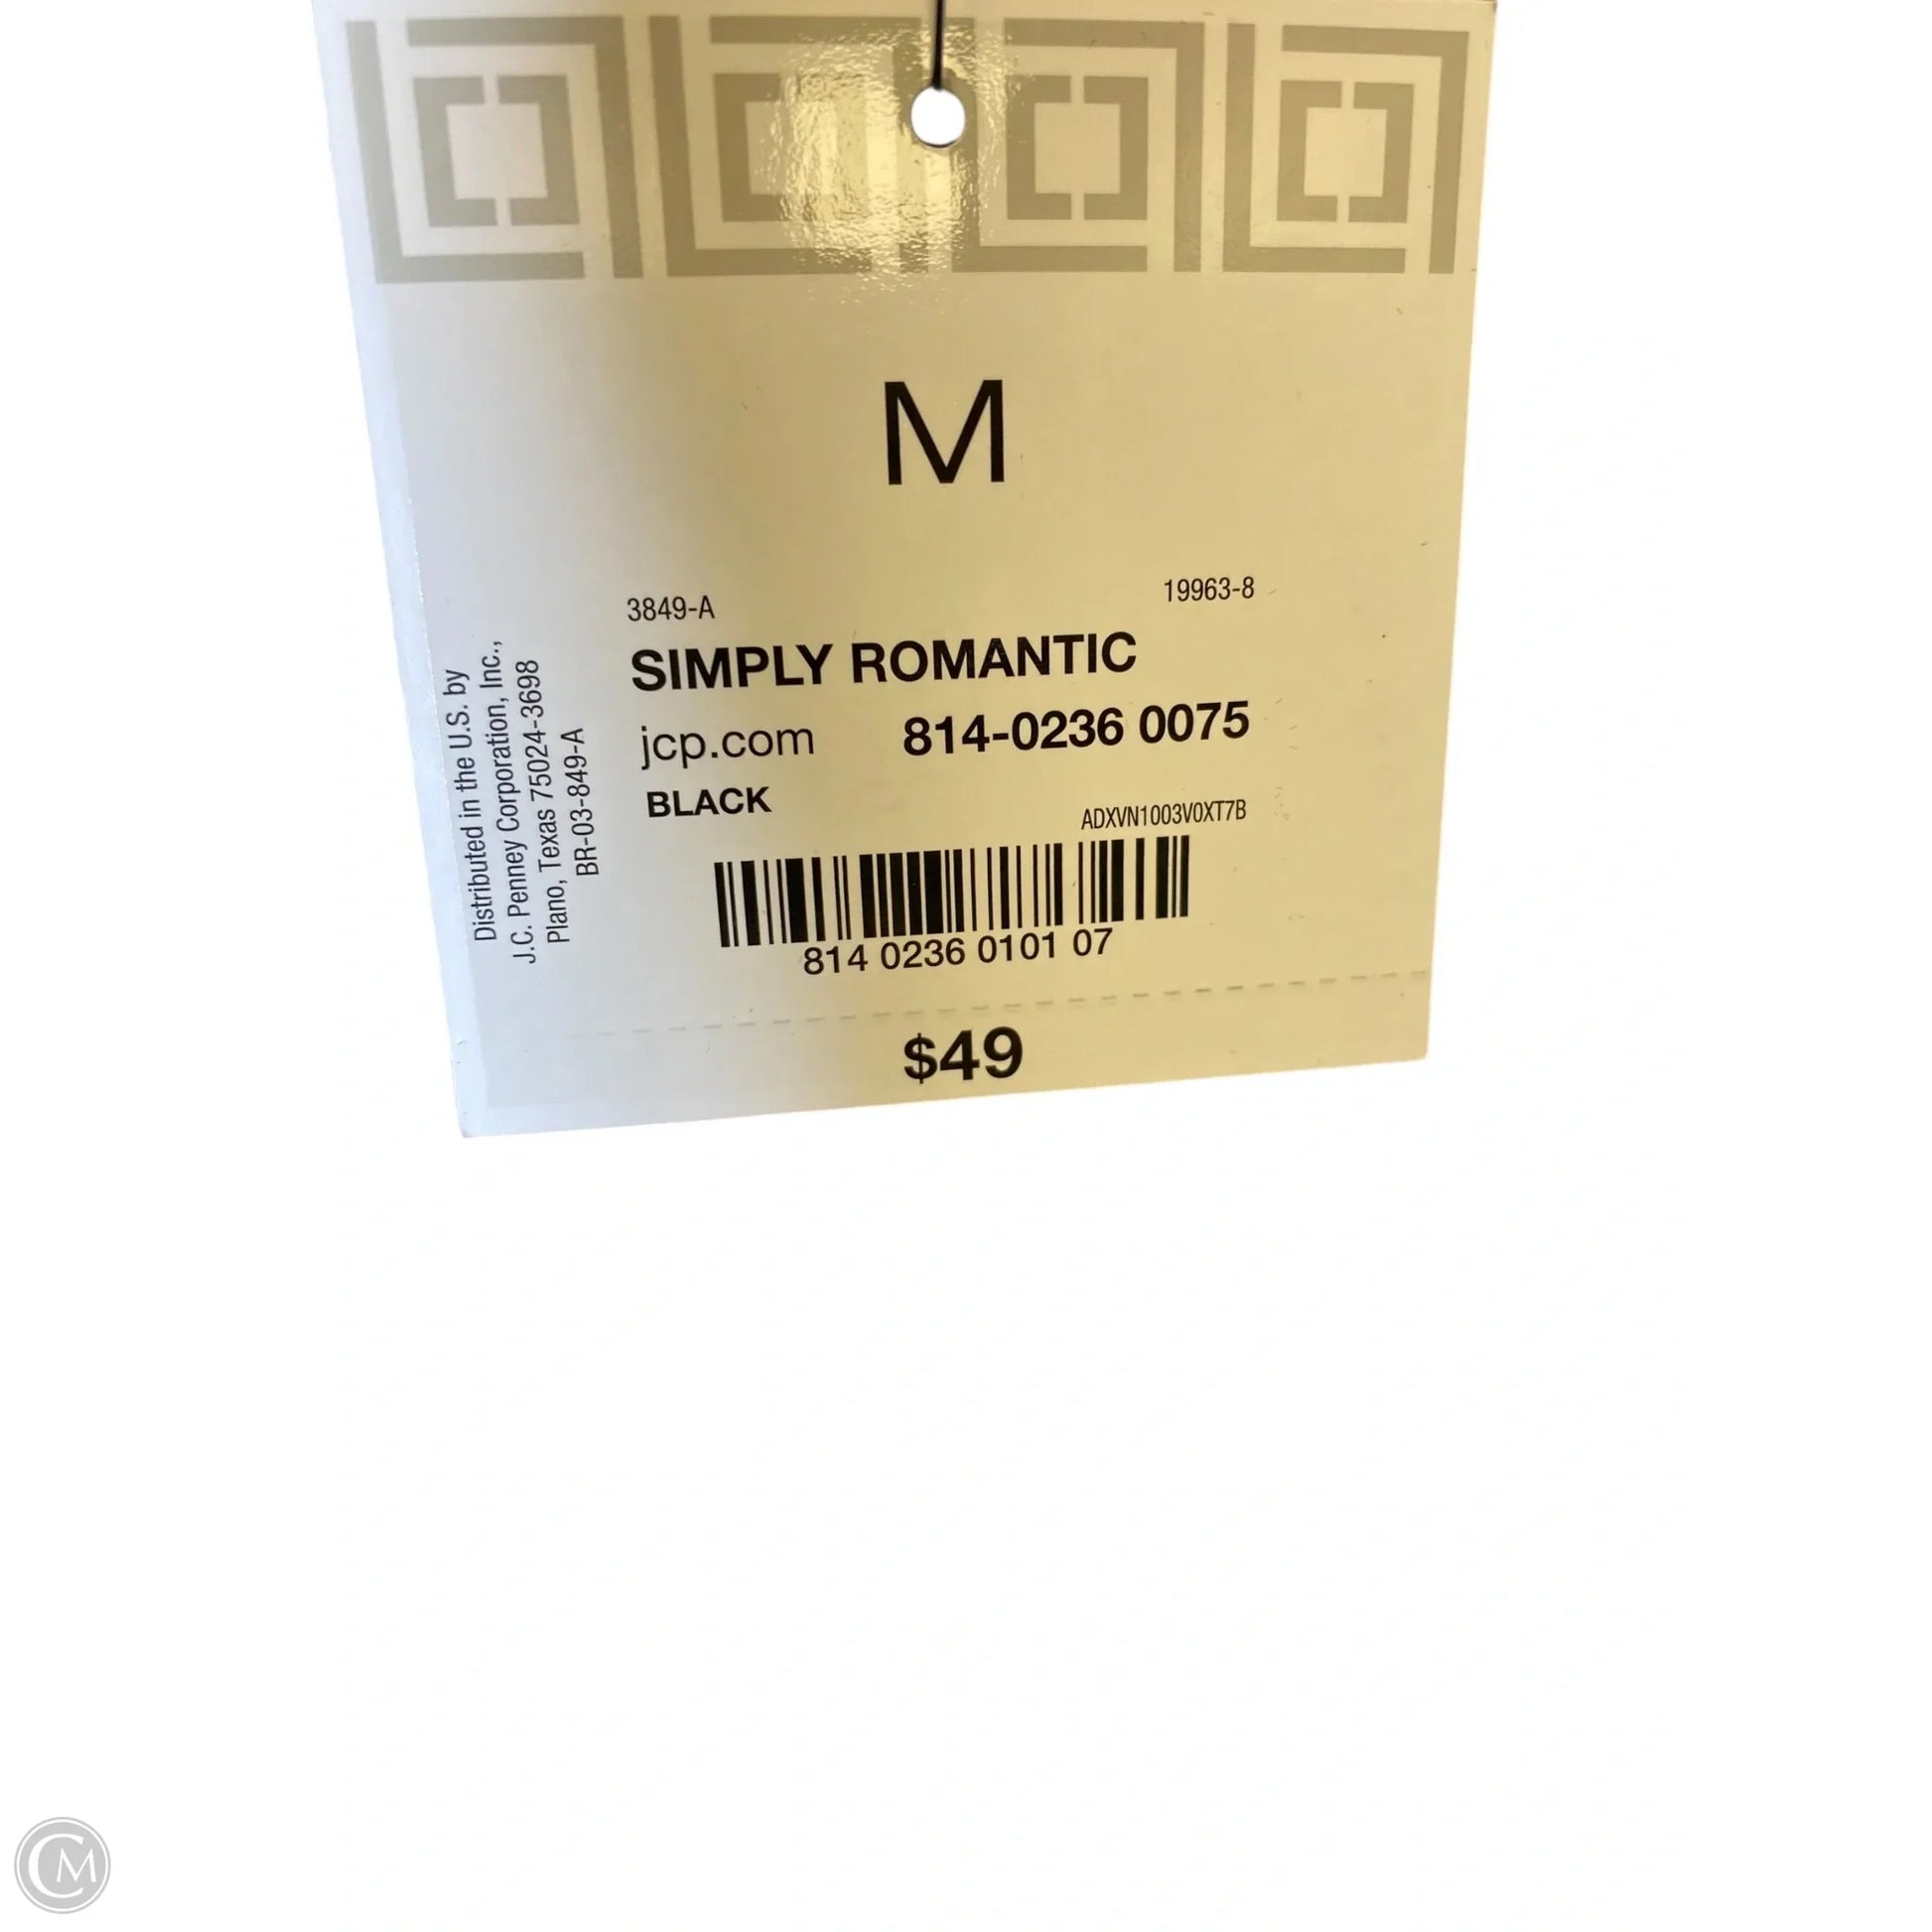 M
3849-A 19963-8
SIMPLY ROMANTIC
jcp.com 814-0236 0075
BLACK
ADXVN1003V0XT7B
814 0236 0101 07
$49
Distributed in the U.S. by
J.C. Penney Corporation, Inc.,
Plano, Texas 75024-3698
BR-03-849-A
CM